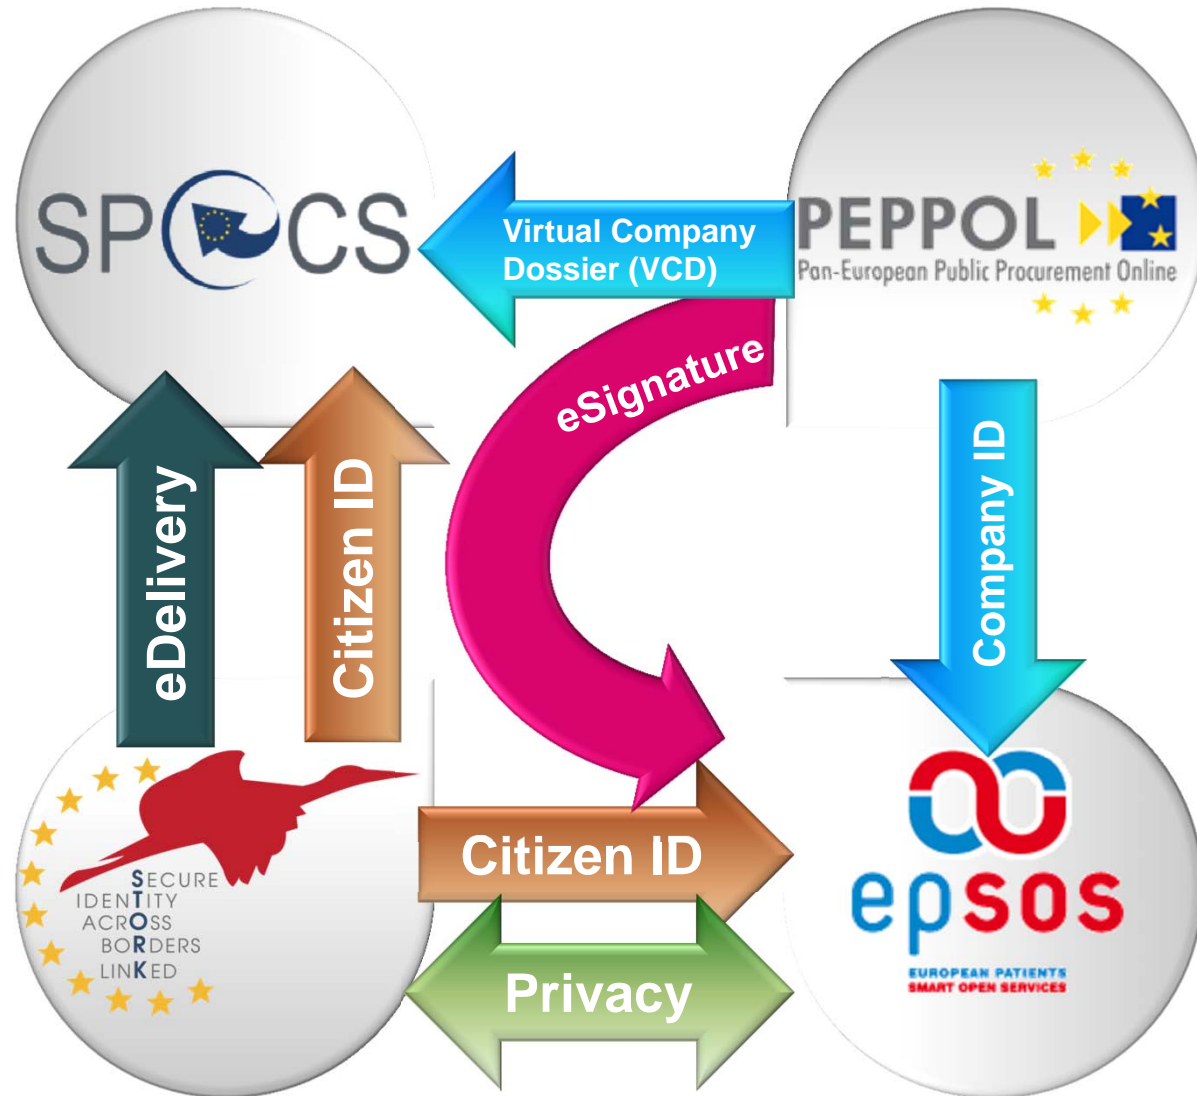 SPOCS
PEPPOL
Pan-European Public Procurement Online
Virtual Company
Dossier (VCD)
eSignature
eDelivery
Citizen ID
Company ID
SECURE
IDENTITY
ACROSS
BORDERS
LINKED
Citizen ID
Privacy
epsos
EUROPEAN PATIENTS
SMART OPEN SERVICES